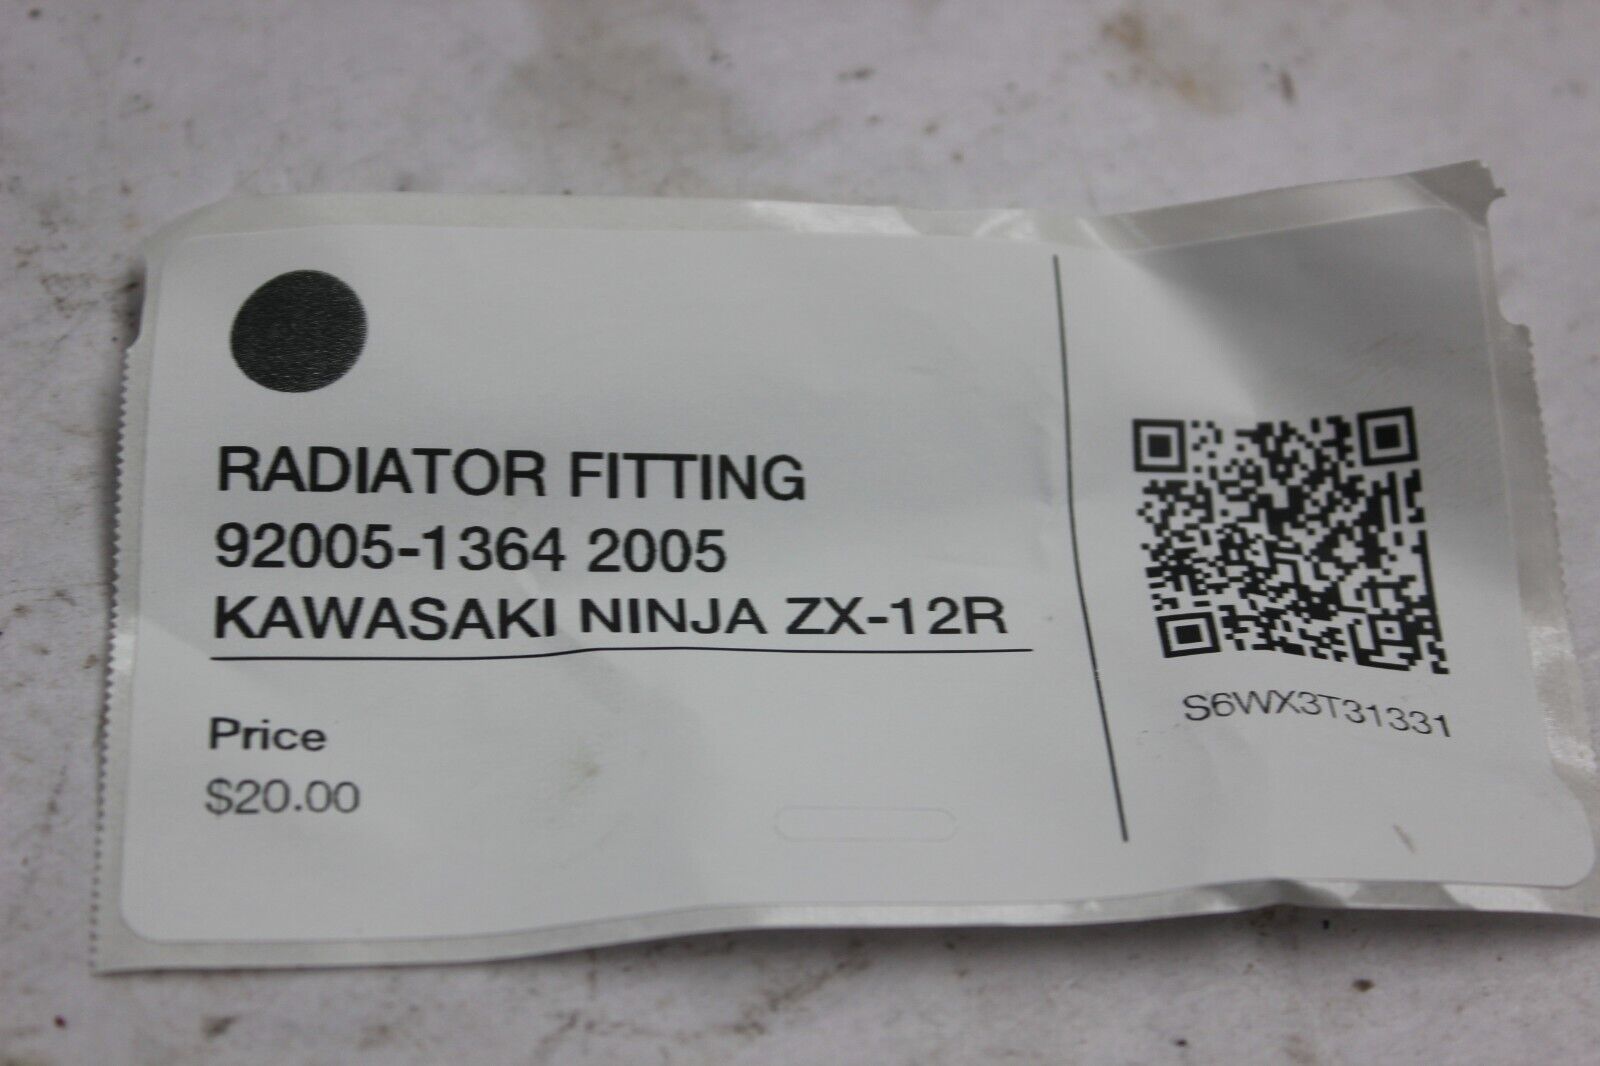 RADIATOR FITTING
92005-1364 2005
KAWASAKI NINJA ZX-12R
Price
$20.00
S6WX3T31331